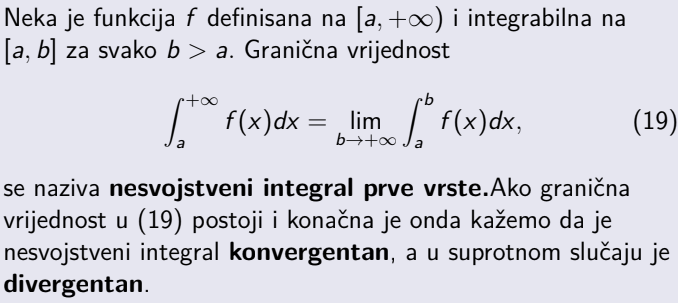 Neka je funkcija f definisana na [a, +∞) i integrabilna na
[a, b] za svako b > a. Granična vrijednost
∫_a^{+∞} f(x)dx = lim_{b→+∞} ∫_a^b f(x)dx, (19)
se naziva nesvojstveni integral prve vrste.Ako granična
vrijednost u (19) postoji i konačna je onda kažemo da je
nesvojstveni integral konvergentan, a u suprotnom slučaju je
divergentan.